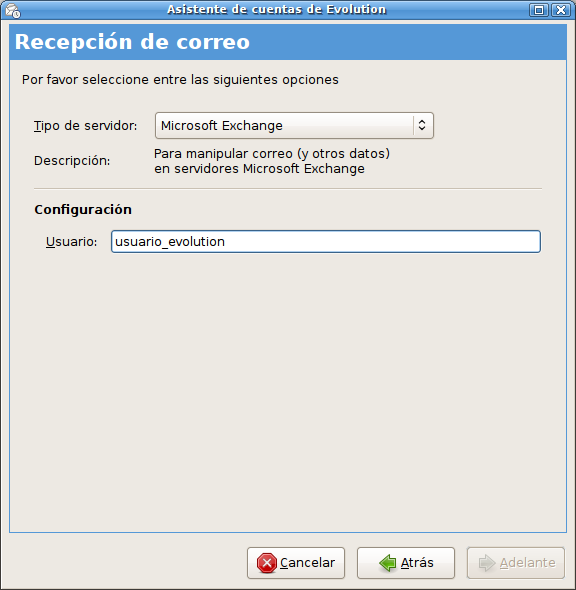 Asistente de cuentas de Evolution
Recepción de correo
Por favor seleccione entre las siguientes opciones
Tipo de servidor: Microsoft Exchange
Descripción: Para manipular correo (y otros datos)
en servidores Microsoft Exchange
Configuración
Usuario: usuario_evolution
Cancelar Atrás Adelante